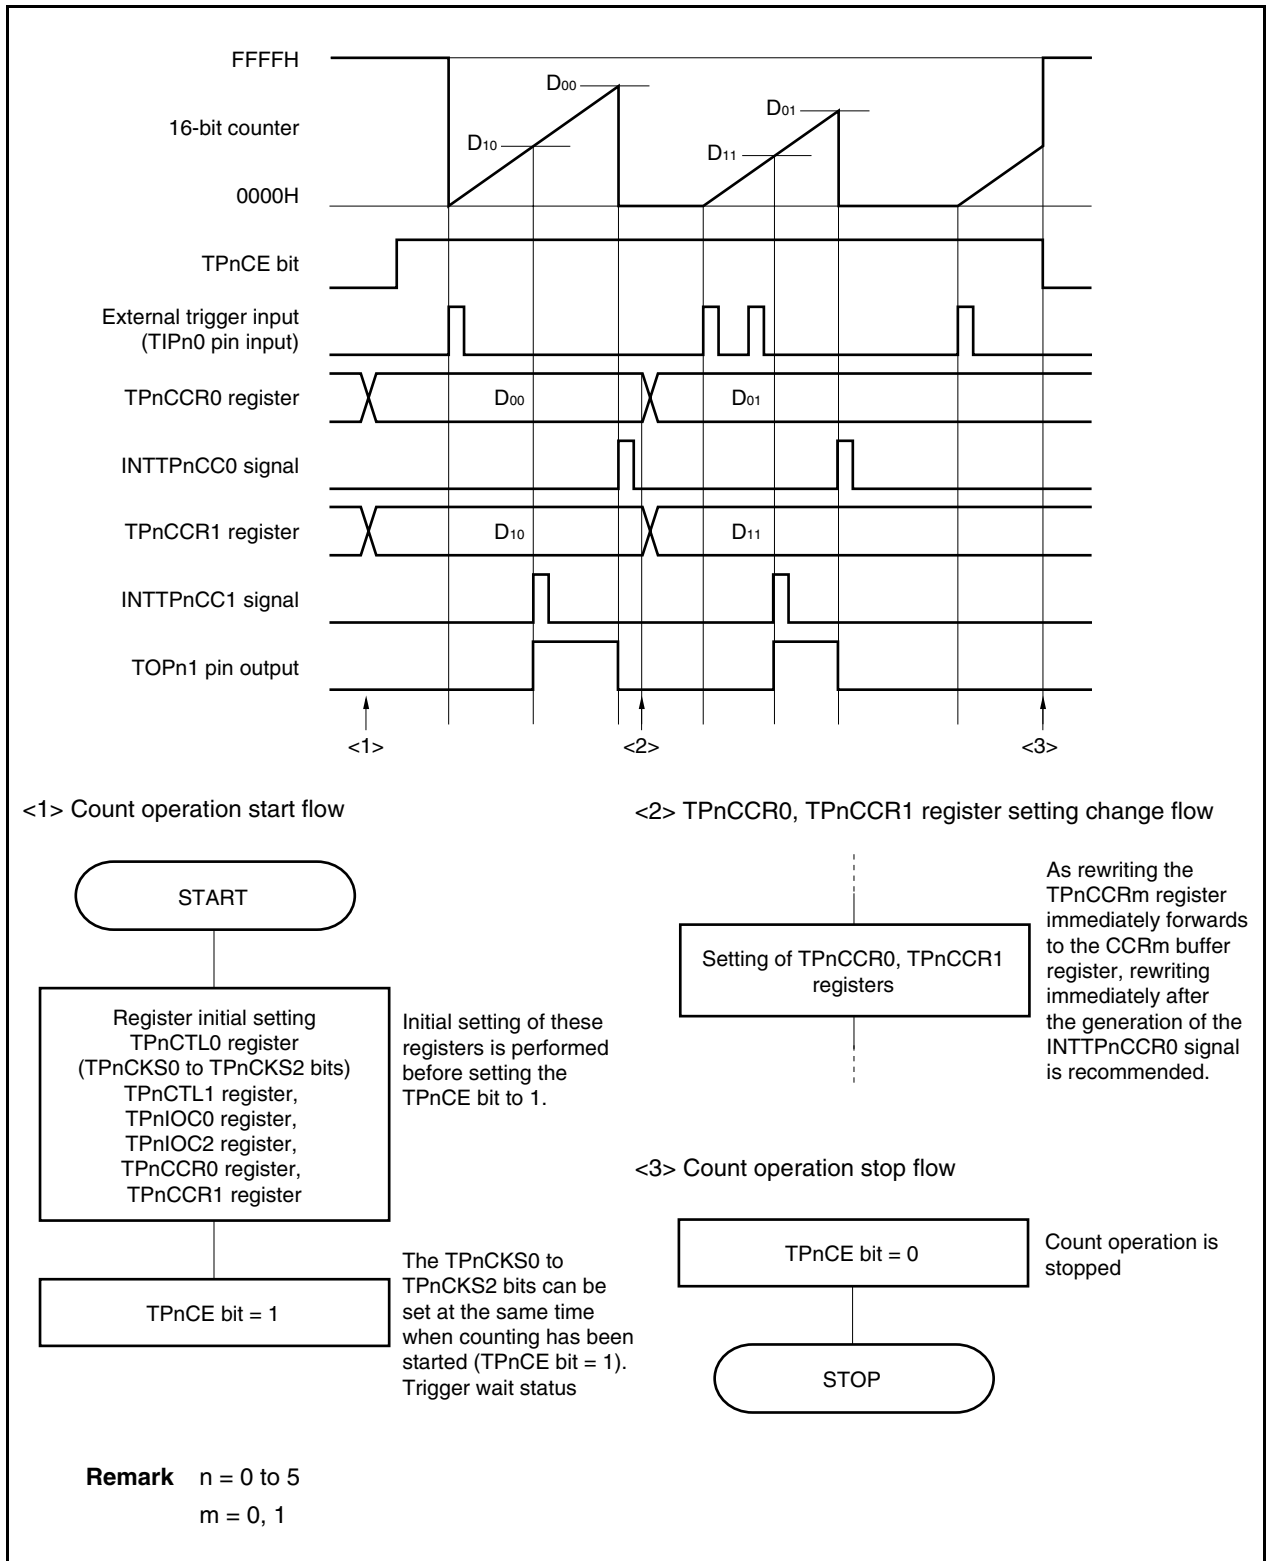 FFFFH
D00
D01
16-bit counter
D10
D11
0000H
TPnCE bit
External trigger input
(TIPn0 pin input)
TPnCCR0 register
D00
D01
INTTPnCC0 signal
TPnCCR1 register
D10
D11
INTTPnCC1 signal
TOPn1 pin output
<1>
<2>
<3>
<1> Count operation start flow
START
Register initial setting
TPnCTL0 register
(TPnCKS0 to TPnCKS2 bits)
TPnCTL1 register,
TPnIOC0 register,
TPnIOC2 register,
TPnCCR0 register,
TPnCCR1 register
Initial setting of these
registers is performed
before setting the
TPnCE bit to 1.
TPnCE bit = 1
The TPnCKS0 to
TPnCKS2 bits can be
set at the same time
when counting has been
started (TPnCE bit = 1).
Trigger wait status
<2> TPnCCR0, TPnCCR1 register setting change flow
Setting of TPnCCR0, TPnCCR1
registers
As rewriting the
TPnCCRm register
immediately forwards
to the CCRm buffer
register, rewriting
immediately after
the generation of the
INTTPnCCR0 signal
is recommended.
<3> Count operation stop flow
TPnCE bit = 0
Count operation is
stopped
STOP
Remark n = 0 to 5
m = 0, 1